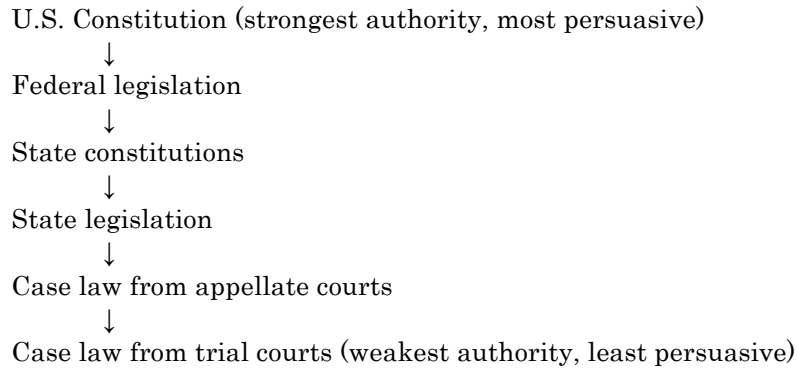 U.S. Constitution (strongest authority, most persuasive)
↓
Federal legislation
↓
State constitutions
↓
State legislation
↓
Case law from appellate courts
↓
Case law from trial courts (weakest authority, least persuasive)